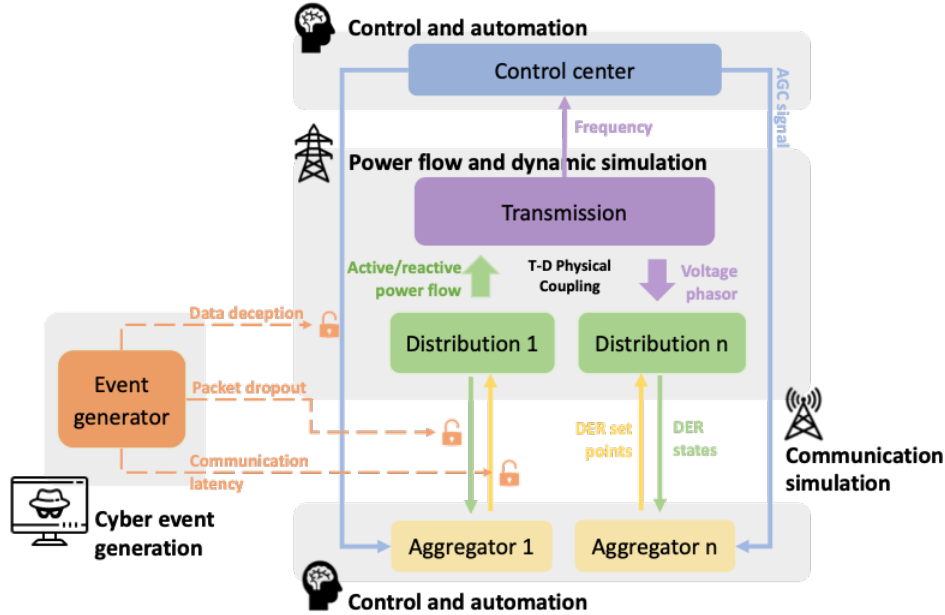 Control and automation
Control center
AGC signal
Frequency
Power flow and dynamic simulation
Transmission
Active/reactive
power flow
T-D Physical
Coupling
Voltage
phasor
Data deception
Distribution 1
Distribution n
Event
generator
Packet dropout
DER set
points
DER
states
Communication
latency
Communication
simulation
Cyber event
generation
Aggregator 1
Aggregator n
Control and automation